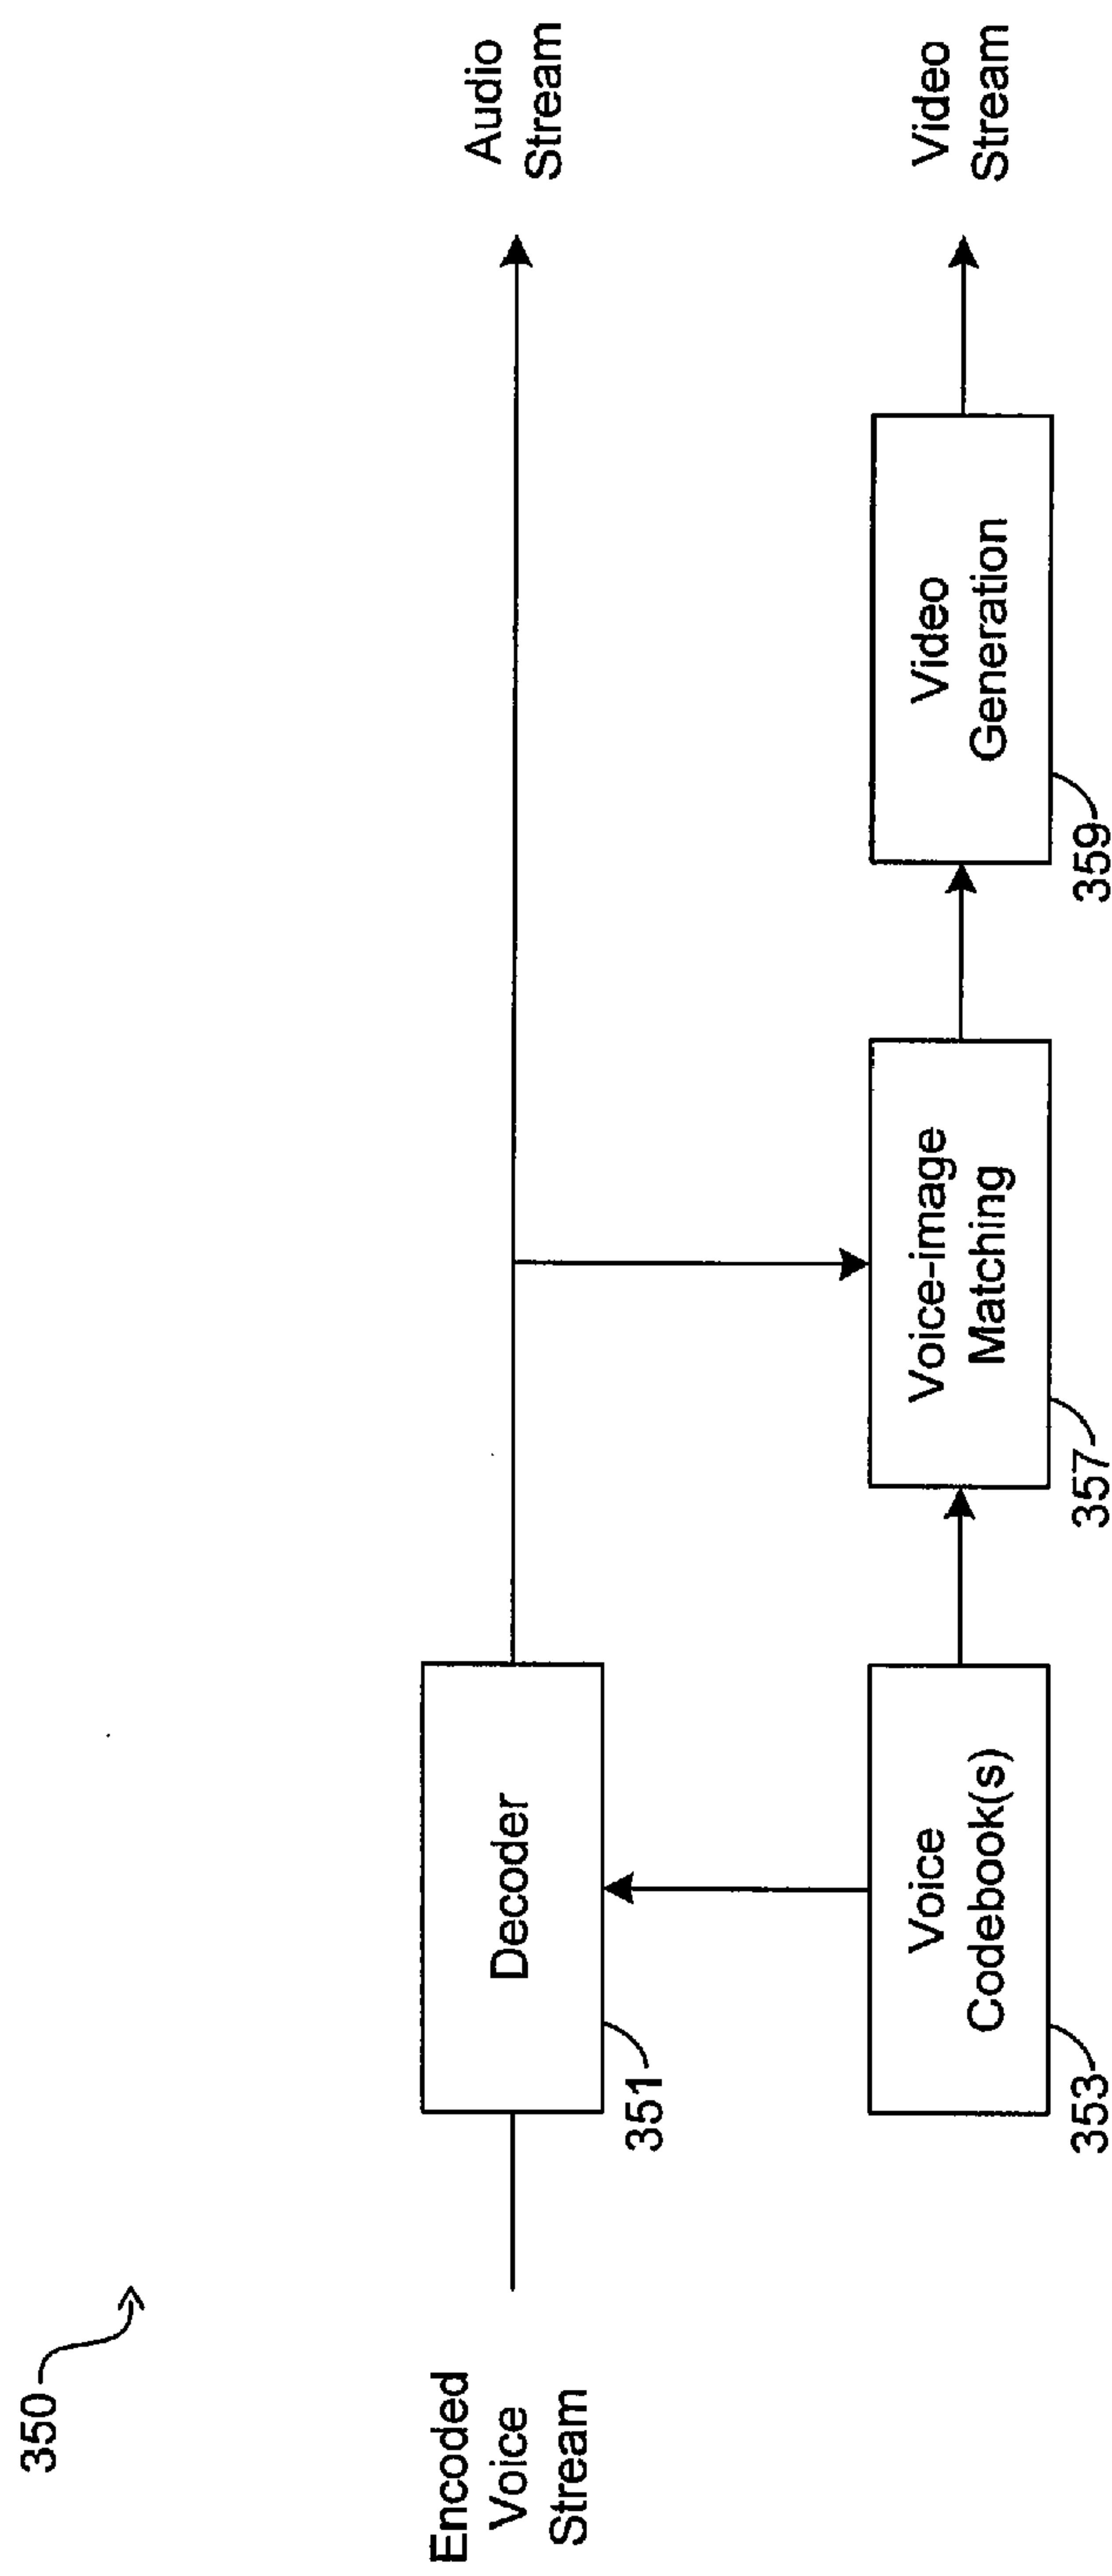 350
Encoded
Voice
Stream
Decoder
351
Audio
Stream
Voice
Codebook(s)
353
Voice-image
Matching
357
Video
Generation
359
Video
Stream